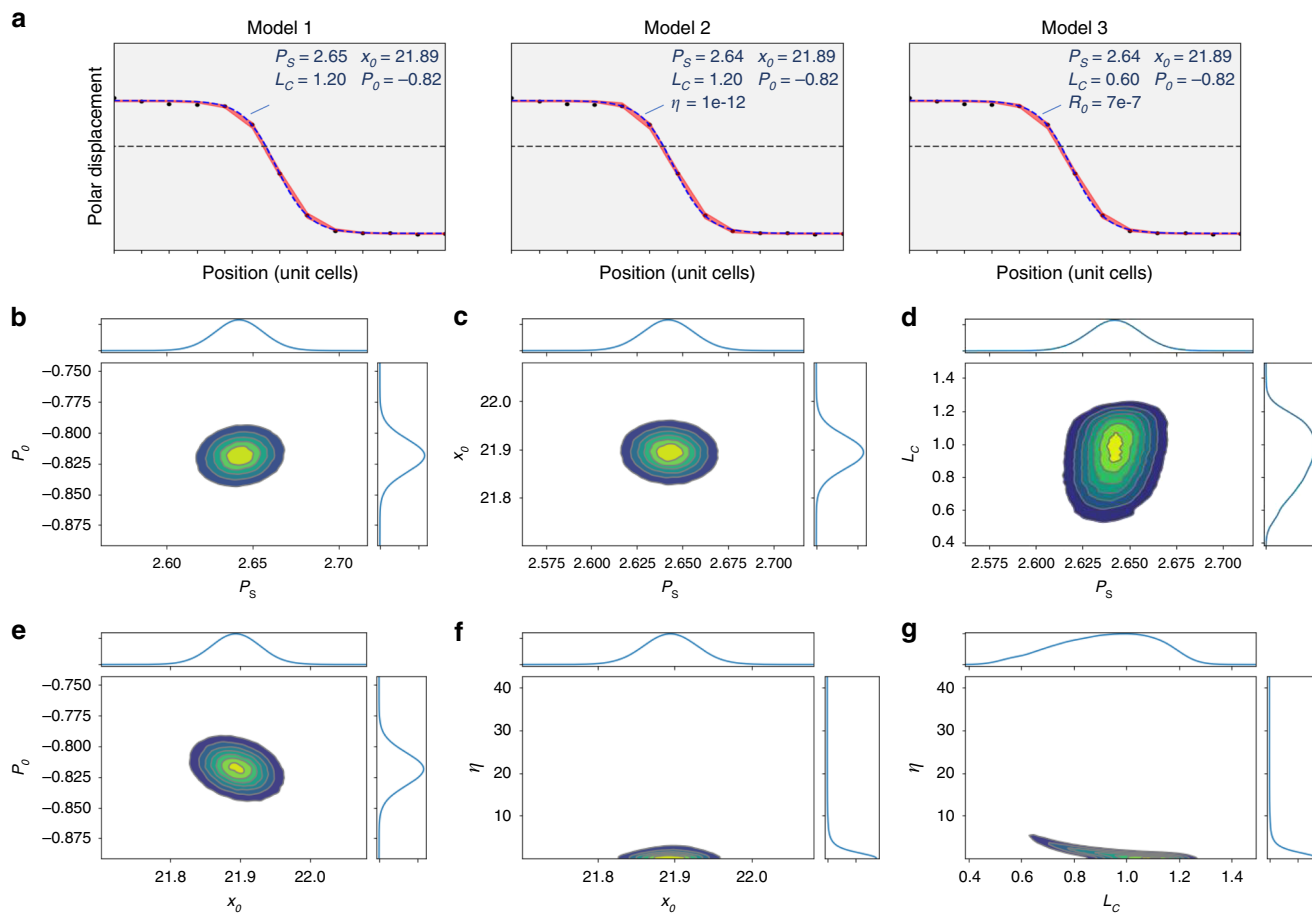 a
Model 1 Model 2 Model 3
P_S = 2.65 x_0 = 21.89
L_C = 1.20 P_0 = −0.82
P_S = 2.64 x_0 = 21.89
L_C = 1.20 P_0 = −0.82
η = 1e-12
P_S = 2.64 x_0 = 21.89
L_C = 0.60 P_0 = −0.82
R_0 = 7e-7
Polar displacement
Position (unit cells) Position (unit cells) Position (unit cells)
b
−0.750
−0.775
−0.800
−0.825
−0.850
−0.875
P_0
2.60 2.65 2.70
P_S
c
22.0
21.9
21.8
x_0
2.575 2.600 2.625 2.650 2.675 2.700
P_S
d
1.4
1.2
1.0
0.8
0.6
0.4
L_C
2.575 2.600 2.625 2.650 2.675 2.700
P_S
e
−0.750
−0.775
−0.800
−0.825
−0.850
−0.875
P_0
21.8 21.9 22.0
x_0
f
40
30
20
10
η
21.8 21.9 22.0
x_0
g
40
30
20
10
η
0.4 0.6 0.8 1.0 1.2 1.4
L_C